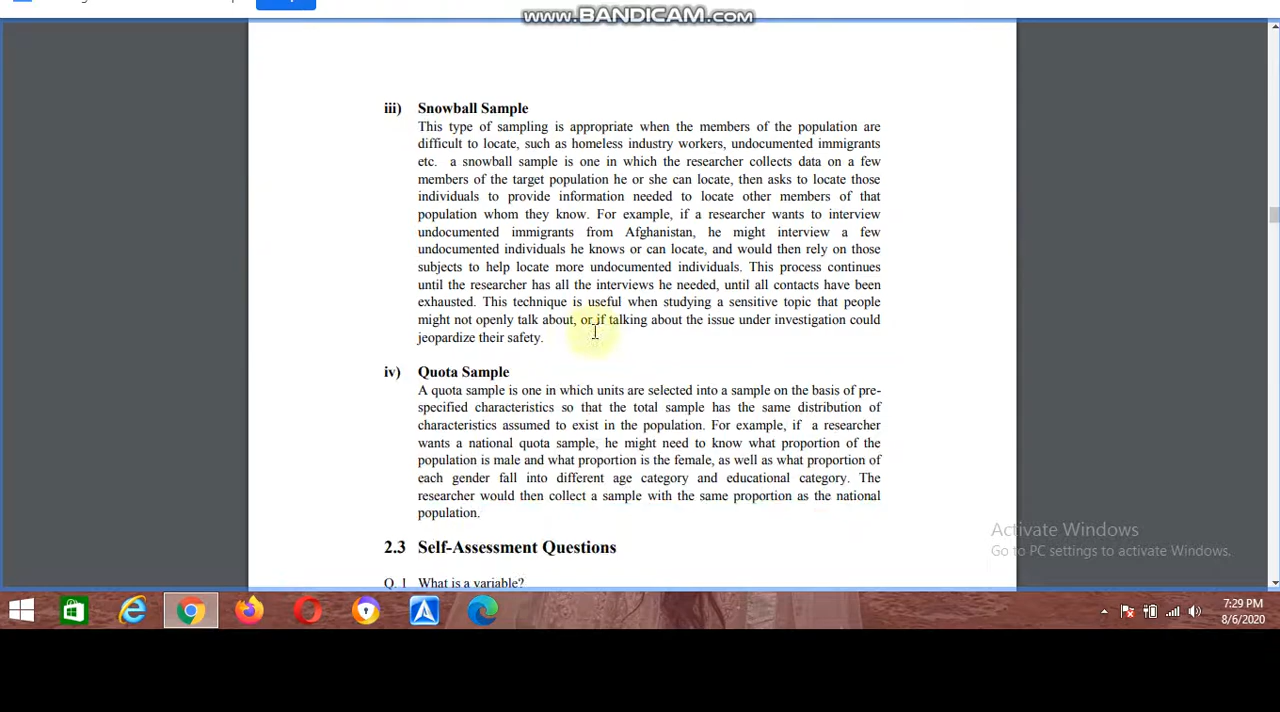 www.BANDICAM.com
iii) Snowball Sample
This type of sampling is appropriate when the members of the population are
difficult to locate, such as homeless industry workers, undocumented immigrants
etc. a snowball sample is one in which the researcher collects data on a few
members of the target population he or she can locate, then asks to locate those
individuals to provide information needed to locate other members of that
population whom they know. For example, if a researcher wants to interview
undocumented immigrants from Afghanistan, he might interview a few
undocumented individuals he knows or can locate, and would then rely on those
subjects to help locate more undocumented individuals. This process continues
until the researcher has all the interviews he needed, until all contacts have been
exhausted. This technique is useful when studying a sensitive topic that people
might not openly talk about, or if talking about the issue under investigation could
jeopardize their safety.
iv) Quota Sample
A quota sample is one in which units are selected into a sample on the basis of pre-
specified characteristics so that the total sample has the same distribution of
characteristics assumed to exist in the population. For example, if a researcher
wants a national quota sample, he might need to know what proportion of the
population is male and what proportion is the female, as well as what proportion of
each gender fall into different age category and educational category. The
researcher would then collect a sample with the same proportion as the national
population.
2.3 Self-Assessment Questions
Q. 1 What is a variable?
Activate Windows
Go to PC settings to activate Windows.
7:29 PM
8/6/2020